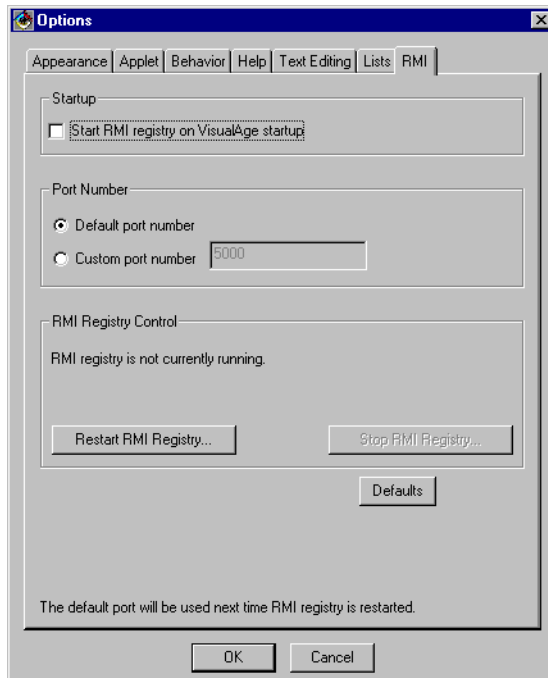 Options
Appearance Applet Behavior Help Text Editing Lists RMI
Startup
Start RMI registry on VisualAge startup
Port Number
Default port number
Custom port number 5000
RMI Registry Control
RMI registry is not currently running.
Restart RMI Registry... Stop RMI Registry...
Defaults
The default port will be used next time RMI registry is restarted.
OK Cancel